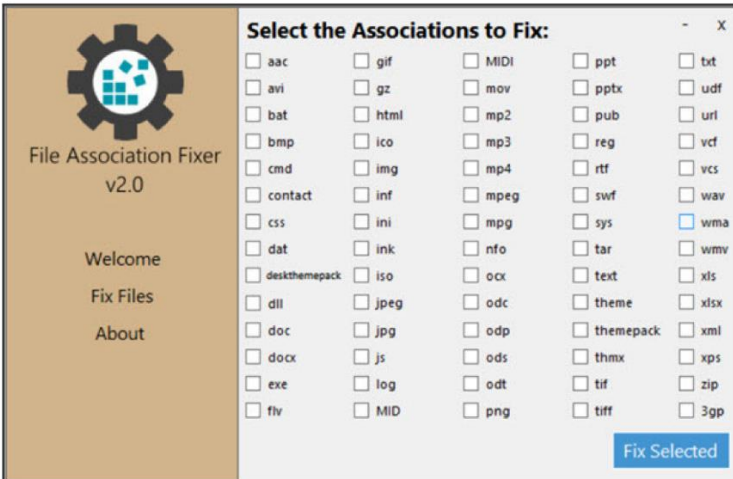 Select the Associations to Fix:
- X
File Association Fixer
v2.0
Welcome
Fix Files
About
aac gif MIDI ppt txt
avi gz mov pptx udf
bat html mp2 pub url
bmp ico mp3 reg vcf
cmd img mp4 rtf vcs
contact inf mpeg swf wav
css ini mpg sys wma
dat ink nfo tar wmv
deskthemepack iso ocx text xls
dll jpeg odc theme xlsx
doc jpg odp themepack xml
docx js ods thmx xps
exe log odt tif zip
flv MID png tiff 3gp
Fix Selected